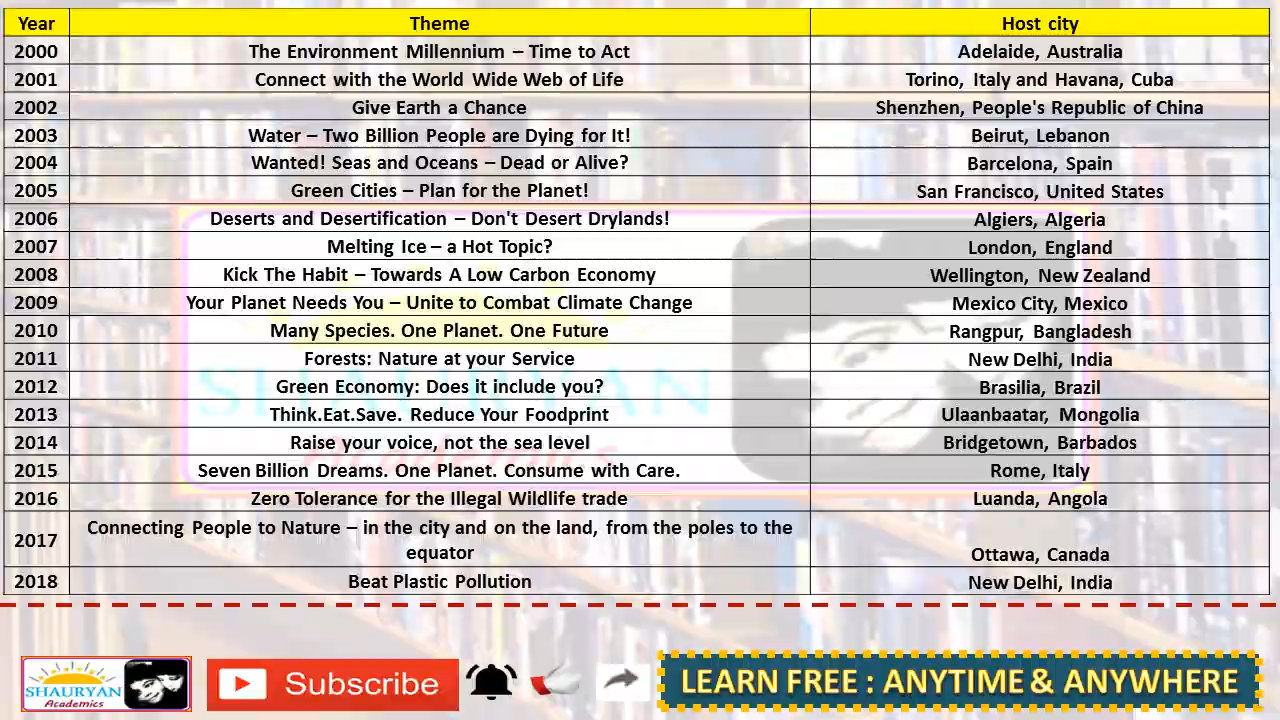 Year Theme Host city
2000 The Environment Millennium – Time to Act Adelaide, Australia
2001 Connect with the World Wide Web of Life Torino, Italy and Havana, Cuba
2002 Give Earth a Chance Shenzhen, People's Republic of China
2003 Water – Two Billion People are Dying for It! Beirut, Lebanon
2004 Wanted! Seas and Oceans – Dead or Alive? Barcelona, Spain
2005 Green Cities – Plan for the Planet! San Francisco, United States
2006 Deserts and Desertification – Don't Desert Drylands! Algiers, Algeria
2007 Melting Ice – a Hot Topic? London, England
2008 Kick The Habit – Towards A Low Carbon Economy Wellington, New Zealand
2009 Your Planet Needs You – Unite to Combat Climate Change Mexico City, Mexico
2010 Many Species. One Planet. One Future Rangpur, Bangladesh
2011 Forests: Nature at your Service New Delhi, India
2012 Green Economy: Does it include you? Brasilia, Brazil
2013 Think.Eat.Save. Reduce Your Foodprint Ulaanbaatar, Mongolia
2014 Raise your voice, not the sea level Bridgetown, Barbados
2015 Seven Billion Dreams. One Planet. Consume with Care. Rome, Italy
2016 Zero Tolerance for the Illegal Wildlife trade Luanda, Angola
2017 Connecting People to Nature – in the city and on the land, from the poles to the
equator Ottawa, Canada
2018 Beat Plastic Pollution New Delhi, India
SHAURYAN
Academics
SHAURYAN
Academics
Subscribe
LEARN FREE : ANYTIME & ANYWHERE